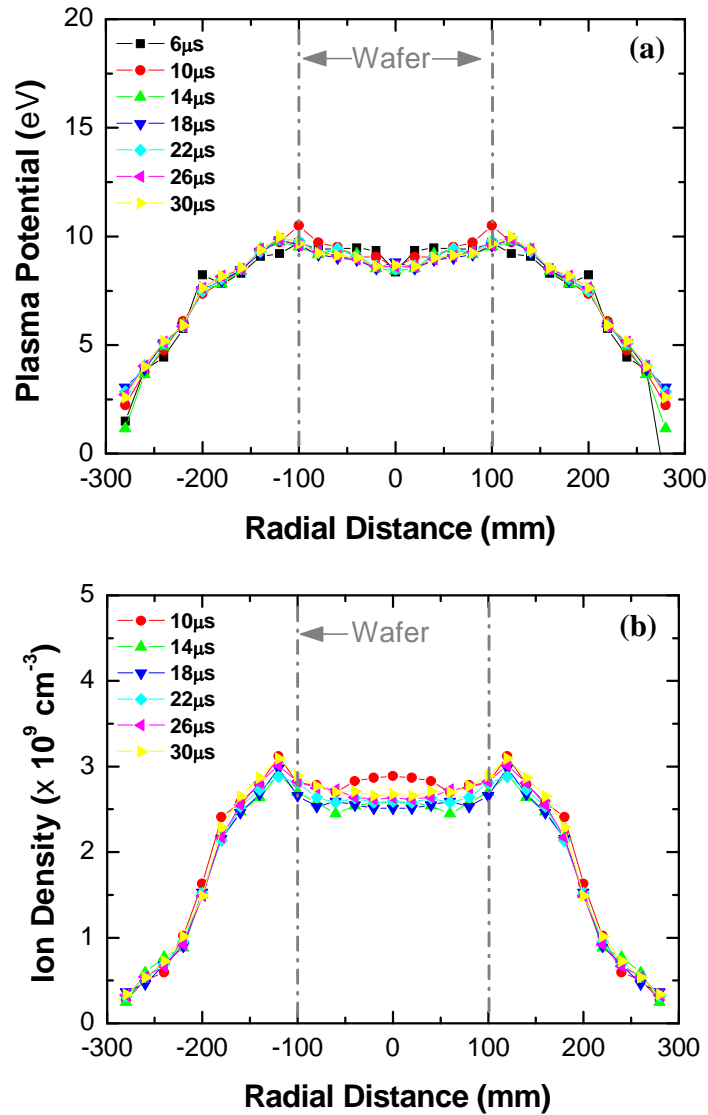 20
15
10
5
0
Plasma Potential (eV)
6μs
10μs
14μs
18μs
22μs
26μs
30μs
Wafer
(a)
-300 -200 -100 0 100 200 300
Radial Distance (mm)
5
4
3
2
1
0
Ion Density (x 10⁹ cm⁻³)
10μs
14μs
18μs
22μs
26μs
30μs
Wafer
(b)
-300 -200 -100 0 100 200 300
Radial Distance (mm)